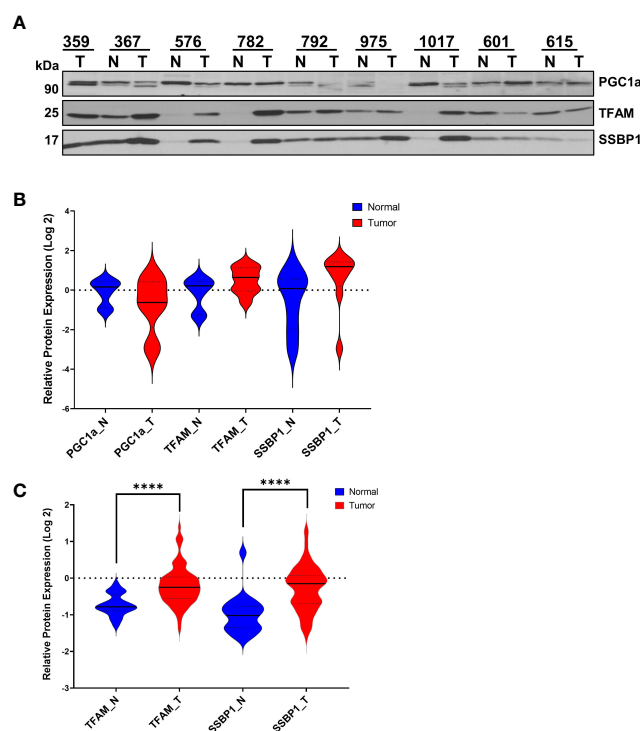 A
359 367 576 782 792 975 1017 601 615
T N T N T N T N T N T N T N T N T
kDa
90 PGC1a
25 TFAM
17 SSBP1
B
Normal
Tumor
Relative Protein Expression (Log 2)
4
2
0
-2
-4
-6
PGC1a_N PGC1a_T TFAM_N TFAM_T SSBP1_N SSBP1_T
C
Normal
Tumor
**** ****
Relative Protein Expression (Log 2)
2
1
0
-1
-2
-3
TFAM_N TFAM_T SSBP1_N SSBP1_T